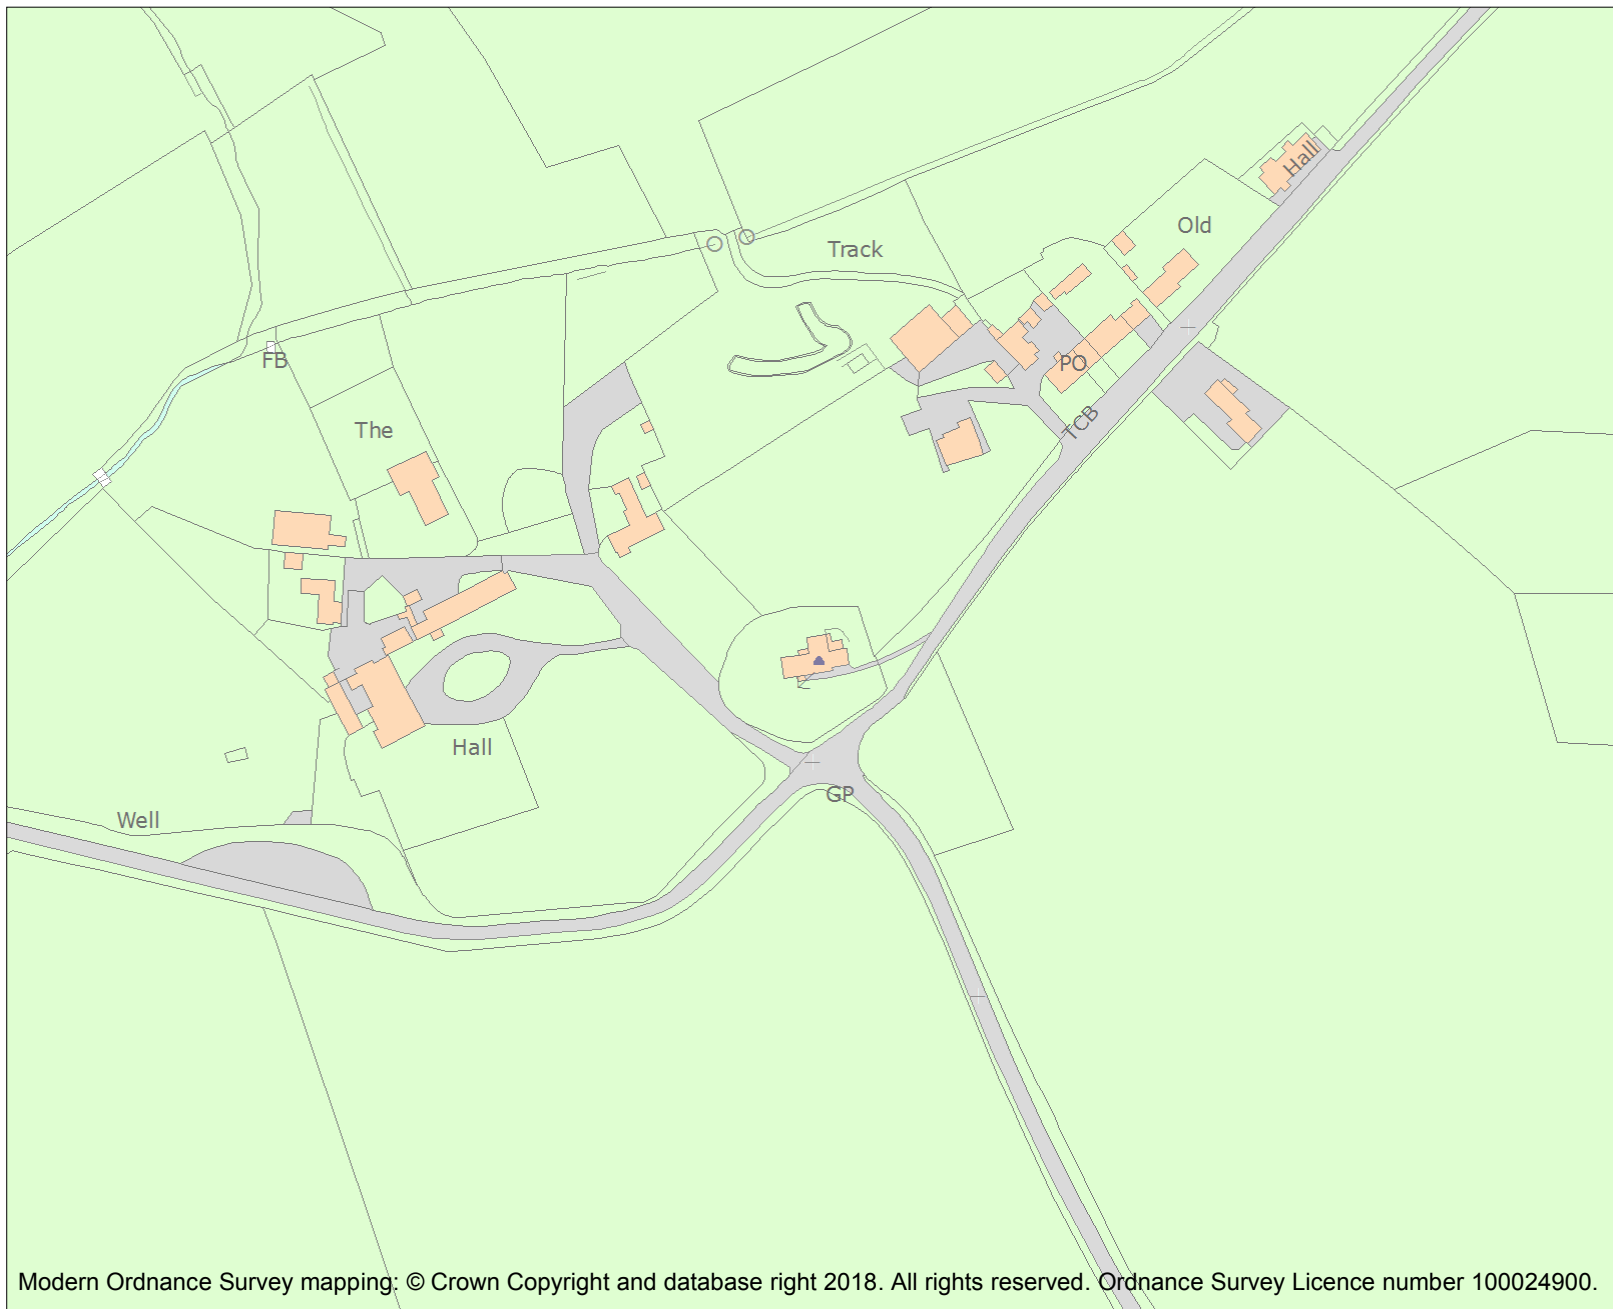 Hall
Old
Track
FB
PO
TCB
The
Hall
GP
Well
Modern Ordnance Survey mapping: © Crown Copyright and database right 2018. All rights reserved. Ordnance Survey Licence number 100024900.